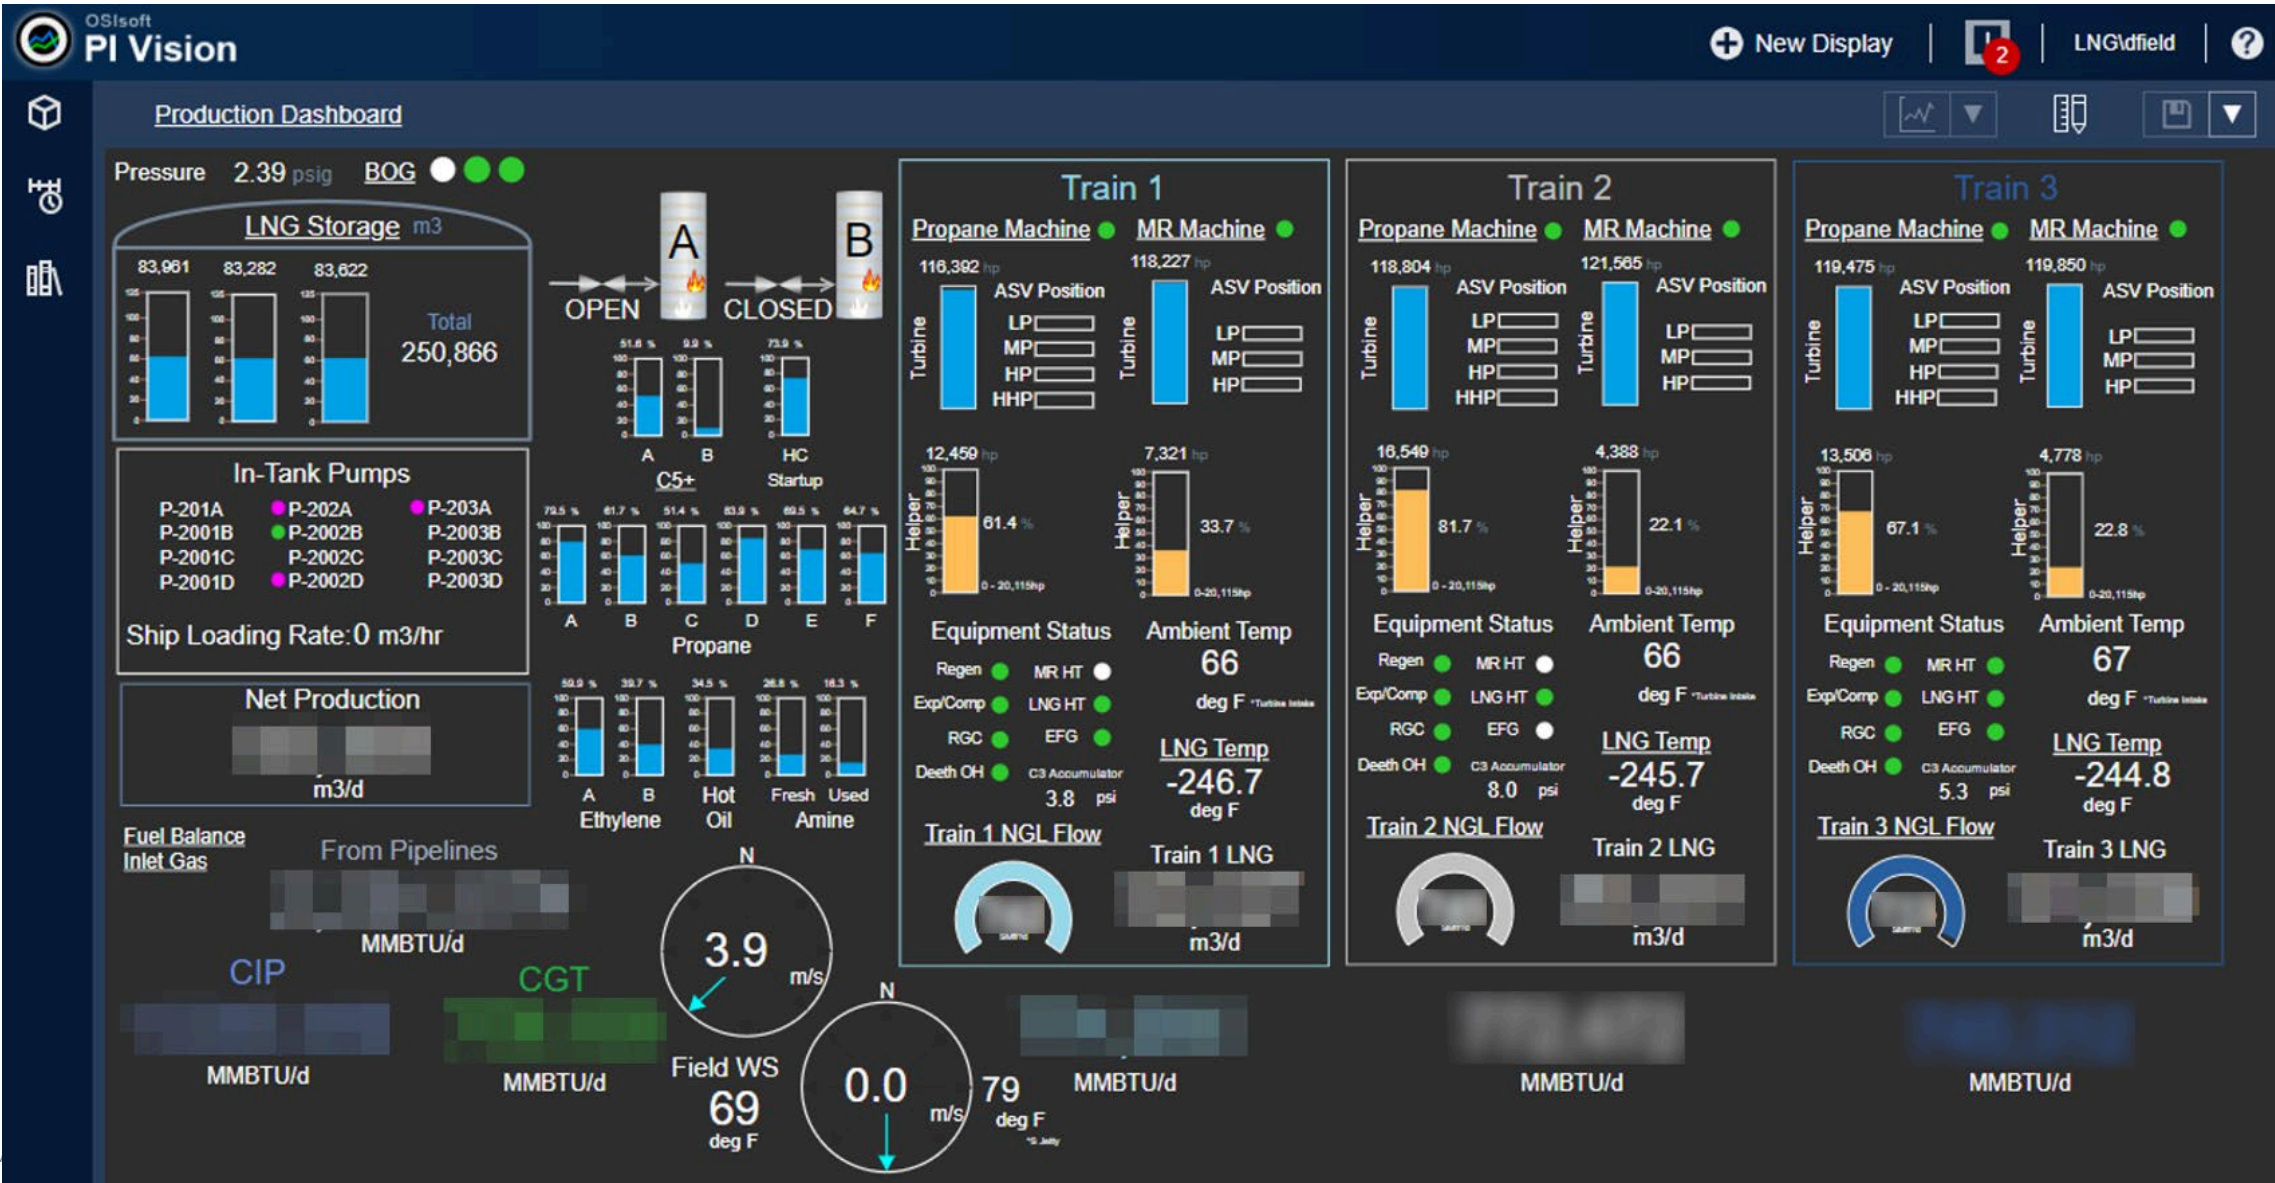 OSIsoft
PI Vision
New Display
2
LNG\dfield
?
Production Dashboard
Pressure 2.39 psig BOG
LNG Storage m3
83,961 83,282 83,622
Total
250,866
In-Tank Pumps
P-201A P-202A P-203A
P-2001B P-2002B P-2003B
P-2001C P-2002C P-2003C
P-2001D P-2002D P-2003D
Ship Loading Rate:0 m3/hr
Net Production
m3/d
Fuel Balance
Inlet Gas
From Pipelines
MMBTU/d
CIP
MMBTU/d
CGT
MMBTU/d
A B
OPEN CLOSED
51.6 % 9.9 % 73.9 %
A B HC
C5+ Startup
79.5 % 61.7 % 51.4 % 83.9 % 69.5 % 64.7 %
A B C D E F
Propane
59.9 % 39.7 % 34.5 % 26.8 % 16.3 %
A B Hot Fresh Used
Ethylene Oil Amine
N
3.9
m/s
Field WS
69
deg F
N
0.0
m/s
79
deg F
*S Jetty
Train 1
Propane Machine MR Machine
116,392 hp 118,227 hp
ASV Position ASV Position
Turbine Turbine
LP LP
MP MP
HP HP
HHP
12,459 hp 7,321 hp
Helper Helper
61.4 % 33.7 %
0 - 20,115hp 0-20,115hp
Equipment Status Ambient Temp
Regen MR HT 66
Exp/Comp LNG HT deg F *Turbine Intake
RGC EFG LNG Temp
Deeth OH C3 Accumulator -246.7
3.8 psi deg F
Train 1 NGL Flow Train 1 LNG
m3/d
MMBTU/d
Train 2
Propane Machine MR Machine
118,804 hp 121,565 hp
ASV Position ASV Position
Turbine Turbine
LP LP
MP MP
HP HP
HHP
16,549 hp 4,388 hp
Helper Helper
81.7 % 22.1 %
0 - 20,115hp 0-20,115hp
Equipment Status Ambient Temp
Regen MR HT 66
Exp/Comp LNG HT deg F *Turbine Intake
RGC EFG LNG Temp
Deeth OH C3 Accumulator -245.7
8.0 psi deg F
Train 2 NGL Flow Train 2 LNG
m3/d
MMBTU/d
Train 3
Propane Machine MR Machine
119,475 hp 119,850 hp
ASV Position ASV Position
Turbine Turbine
LP LP
MP MP
HP HP
HHP
13,506 hp 4,778 hp
Helper Helper
67.1 % 22.8 %
0 - 20,115hp 0-20,115hp
Equipment Status Ambient Temp
Regen MR HT 67
Exp/Comp LNG HT deg F *Turbine Intake
RGC EFG LNG Temp
Deeth OH C3 Accumulator -244.8
5.3 psi deg F
Train 3 NGL Flow Train 3 LNG
m3/d
MMBTU/d